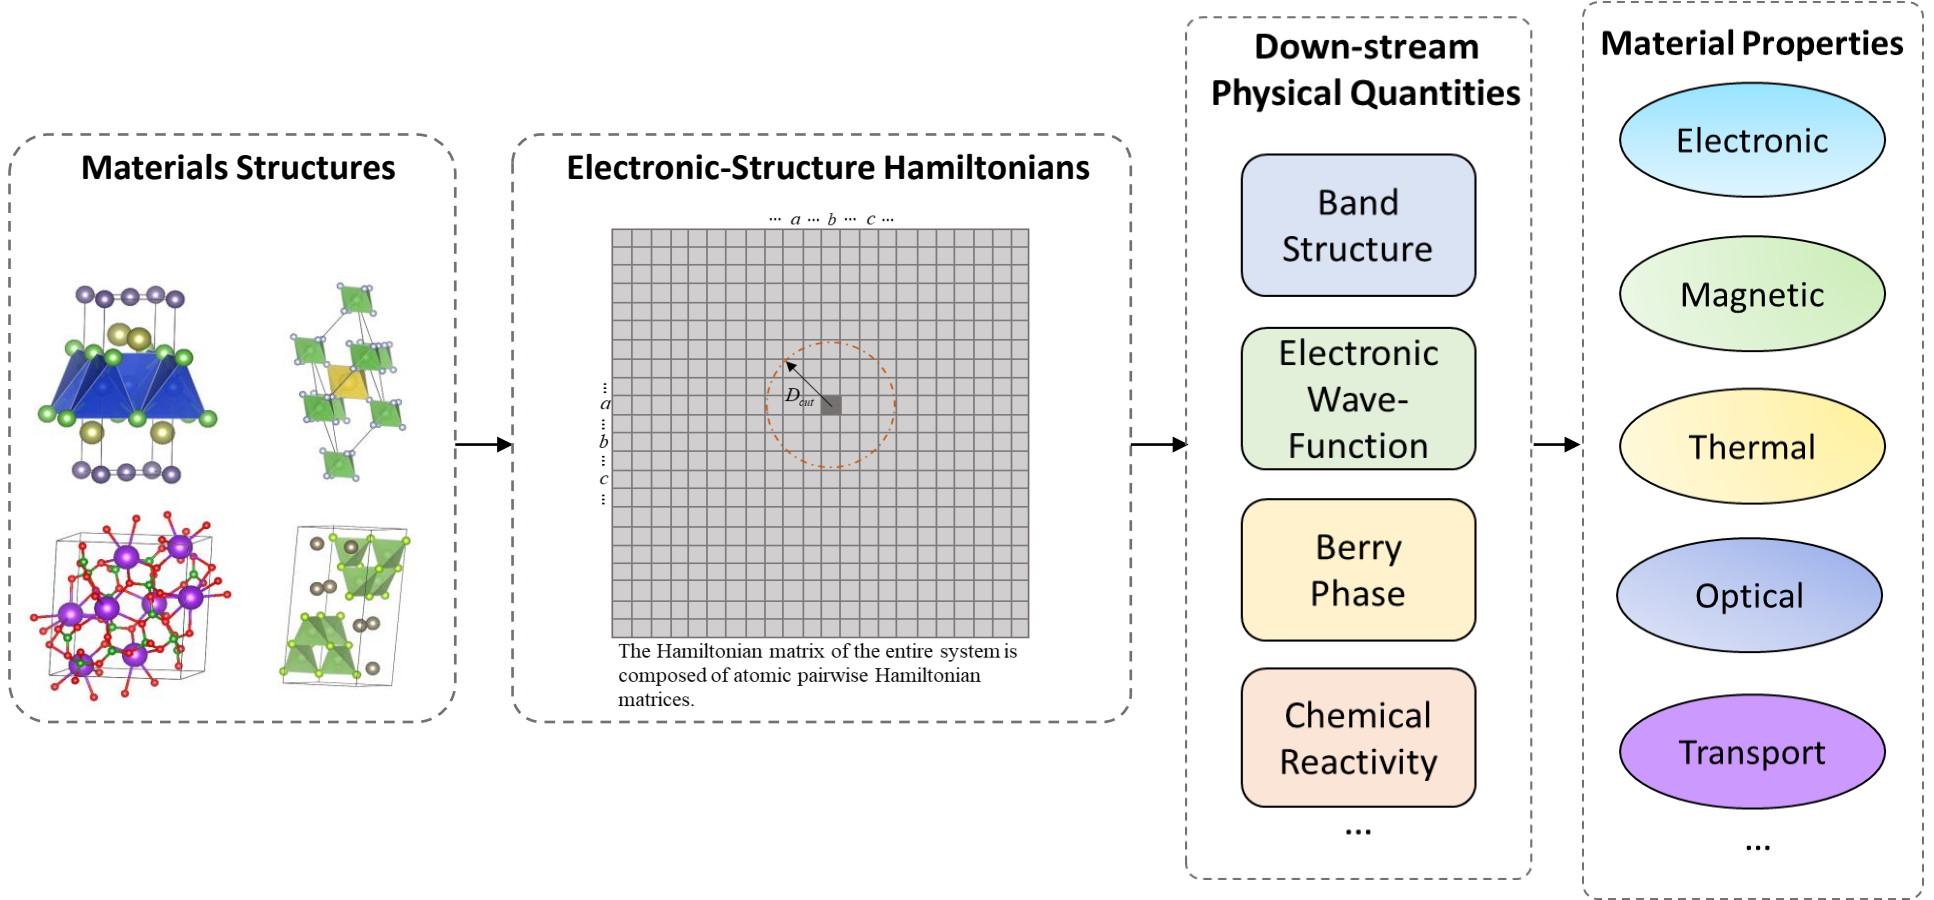 Materials Structures
Electronic-Structure Hamiltonians
··· a ··· b ··· c ···
⋮
a
⋮
b
⋮
c
⋮
D_cut
The Hamiltonian matrix of the entire system is
composed of atomic pairwise Hamiltonian
matrices.
Down-stream
Physical Quantities
Band
Structure
Electronic
Wave-
Function
Berry
Phase
Chemical
Reactivity
...
Material Properties
Electronic
Magnetic
Thermal
Optical
Transport
...